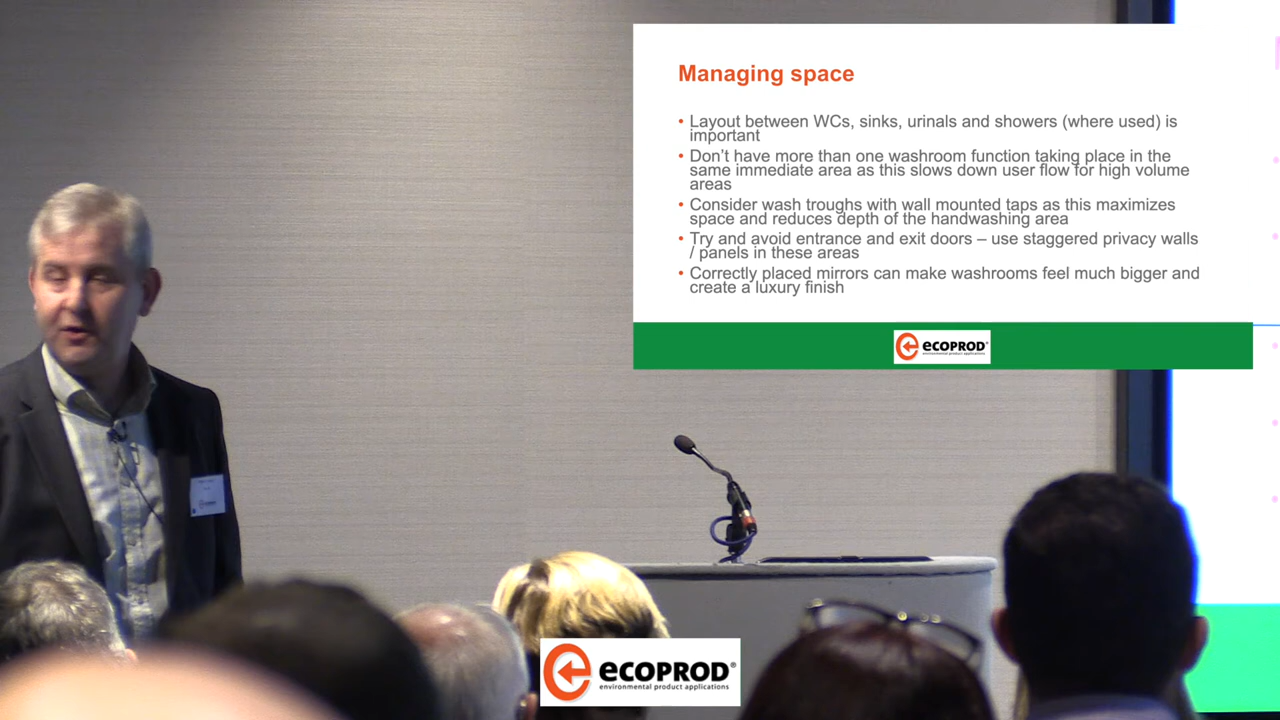 Managing space
• Layout between WCs, sinks, urinals and showers (where used) is
important
• Don’t have more than one washroom function taking place in the
same immediate area as this slows down user flow for high volume
areas
• Consider wash troughs with wall mounted taps as this maximizes
space and reduces depth of the handwashing area
• Try and avoid entrance and exit doors – use staggered privacy walls
/ panels in these areas
• Correctly placed mirrors can make washrooms feel much bigger and
create a luxury finish
ecoprod®
environmental product applications
ecoprod®
environmental product applications